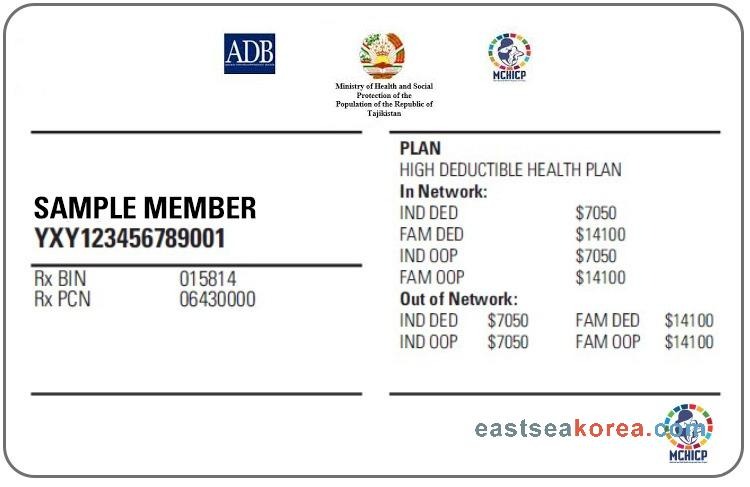 ADB
Ministry of Health and Social
Protection of the
Population of the Republic of
Tajikistan
MCHICP
SAMPLE MEMBER
YXY123456789001
Rx BIN 015814
Rx PCN 06430000
PLAN
HIGH DEDUCTIBLE HEALTH PLAN
In Network:
IND DED $7050
FAM DED $14100
IND OOP $7050
FAM OOP $14100
Out of Network:
IND DED $7050 FAM DED $14100
IND OOP $7050 FAM OOP $14100
eastseakorea.com
MCHICP